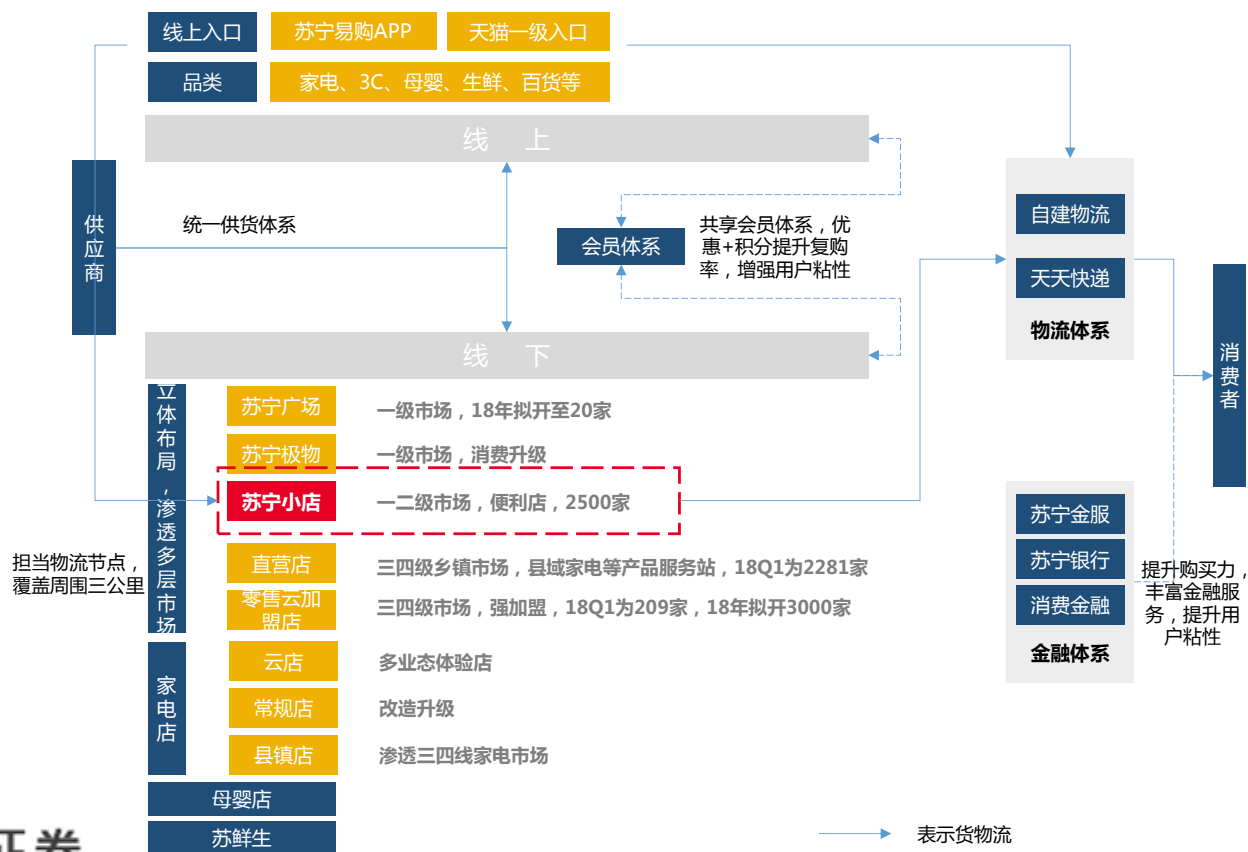 线上入口
苏宁易购APP
天猫一级入口
品类
家电、3C、母婴、生鲜、百货等
线 上
供应商
统一供货体系
会员体系
共享会员体系，优
惠+积分提升复购
率，增强用户粘性
自建物流
天天快递
物流体系
消费者
线 下
立体布局，渗透多层市场
苏宁广场
一级市场，18年拟开至20家
苏宁极物
一级市场，消费升级
苏宁小店
一二级市场，便利店，2500家
担当物流节点，
覆盖周围三公里
直营店
三四级乡镇市场，县域家电等产品服务站，18Q1为2281家
零售云加
盟店
三四级市场，强加盟，18Q1为209家，18年拟开3000家
苏宁金服
苏宁银行
消费金融
金融体系
提升购买力，
丰富金融服
务，提升用
户粘性
家电店
云店
多业态体验店
常规店
改造升级
县镇店
渗透三四线家电市场
母婴店
苏鲜生
表示货物流